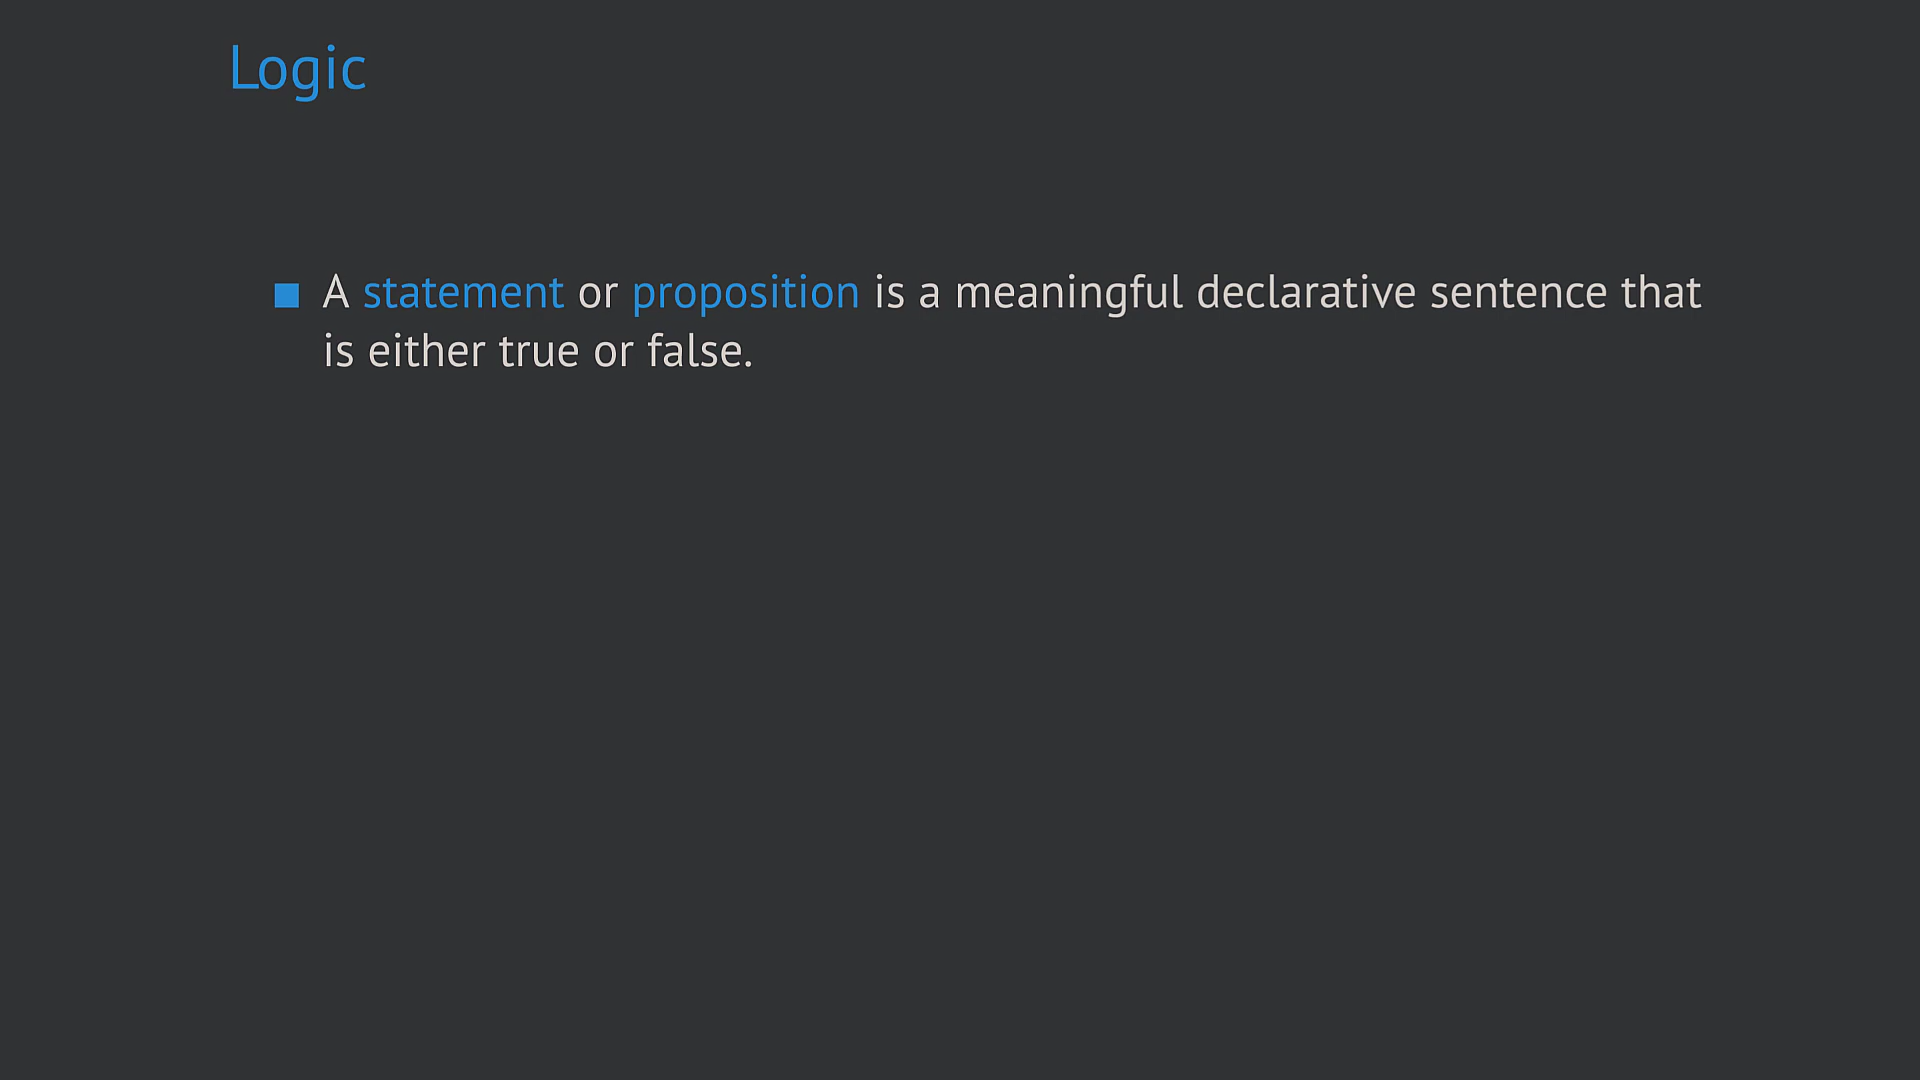 Logic
A statement or proposition is a meaningful declarative sentence that
is either true or false.